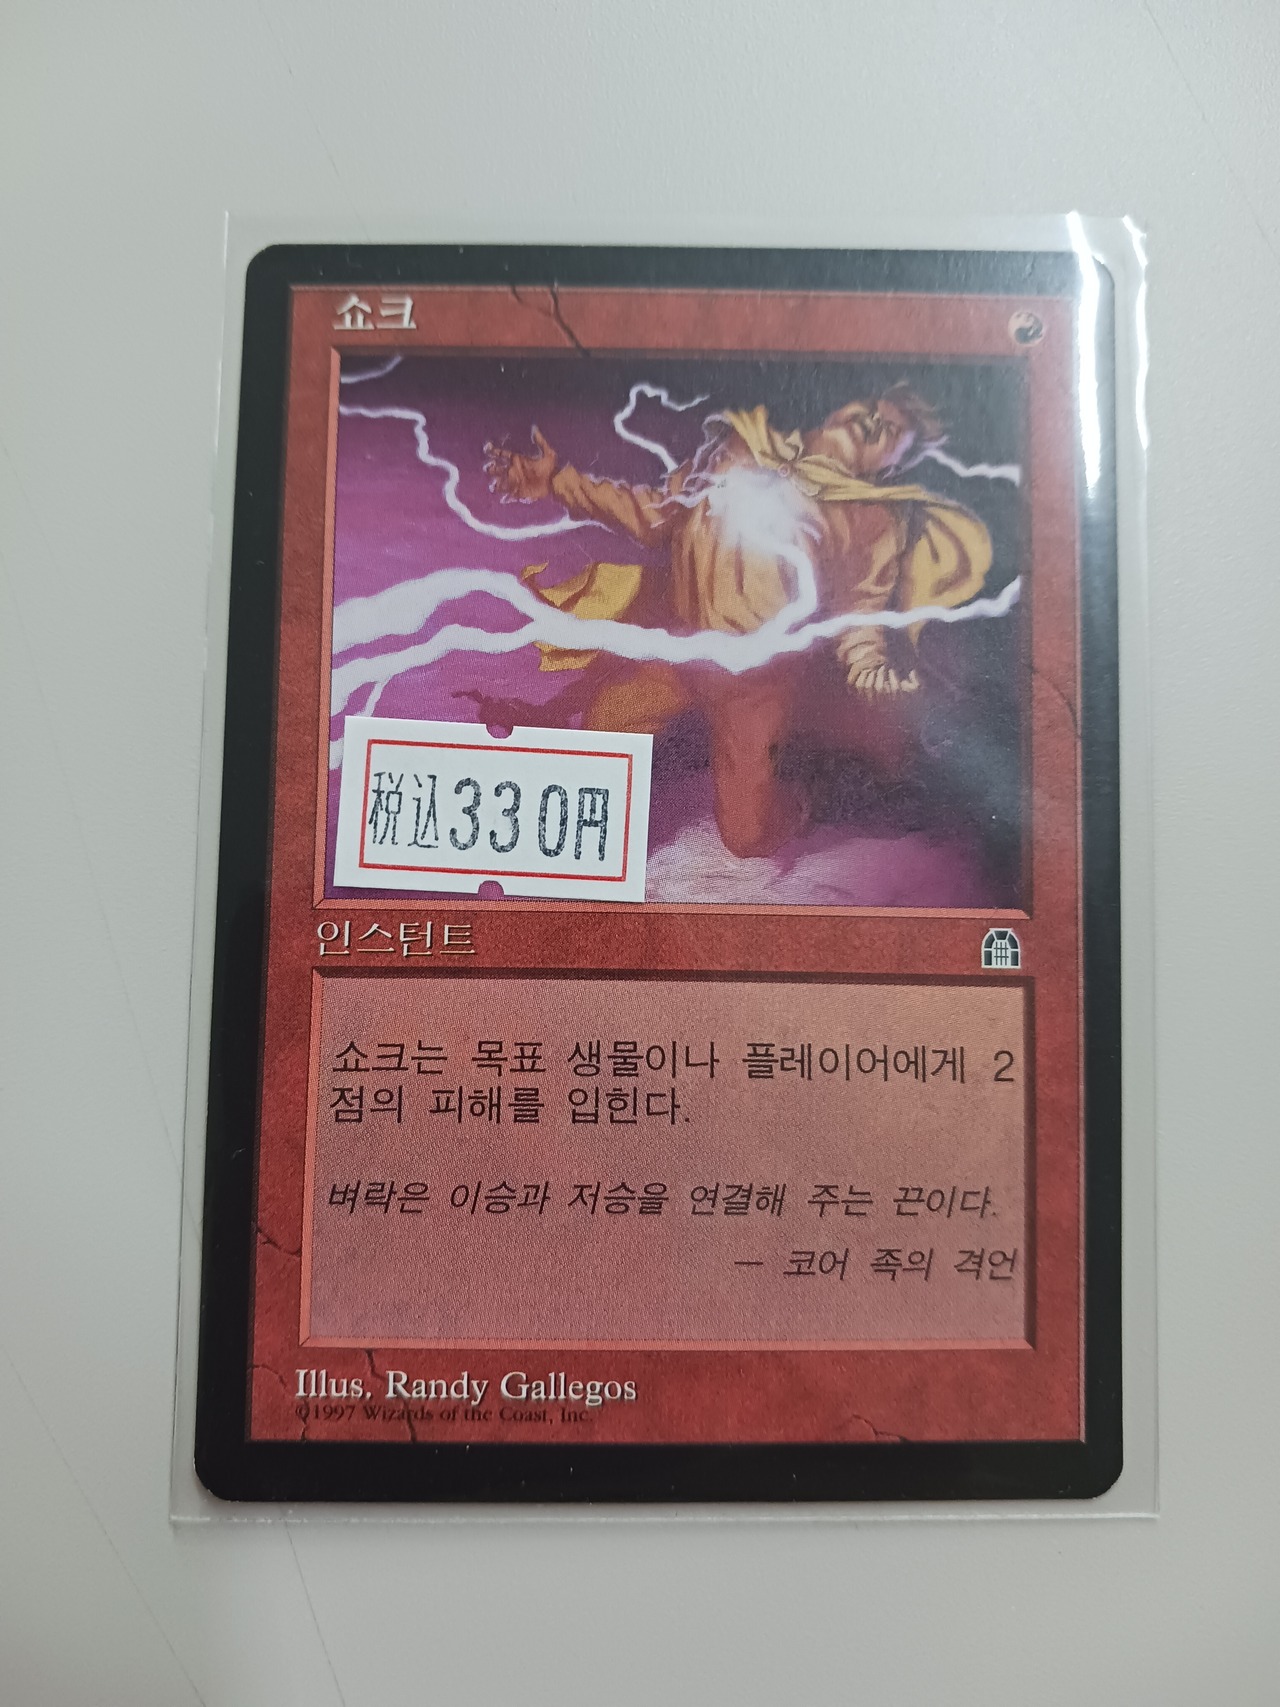 쇼크
税込330円
인스턴트
쇼크는 목표 생물이나 플레이어에게 2
점의 피해를 입힌다.
벼락은 이승과 저승을 연결해 주는 끈이다.
— 코어 족의 격언
Illus. Randy Gallegos
©1997 Wizards of the Coast, Inc.